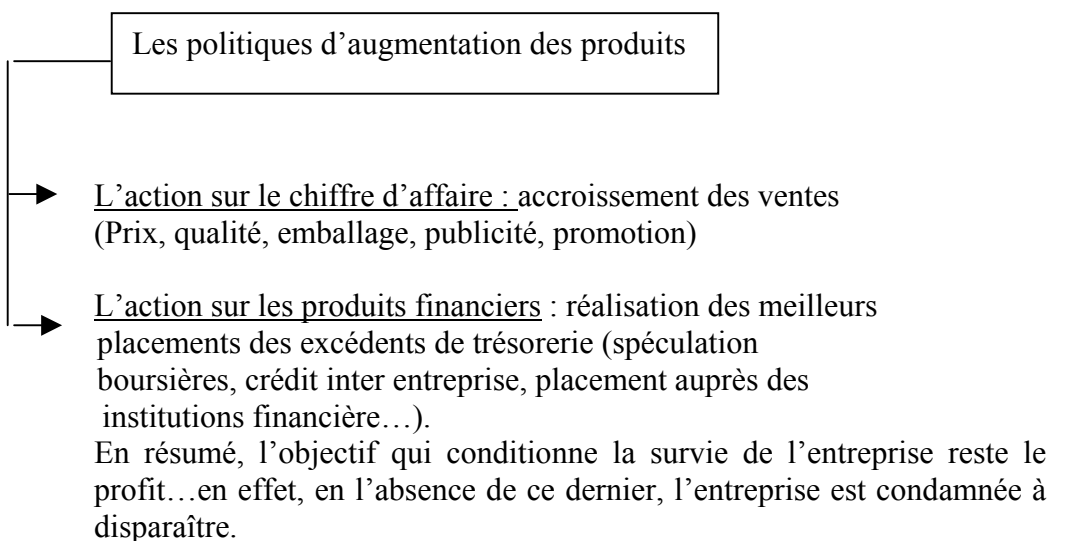 Les politiques d’augmentation des produits
L’action sur le chiffre d’affaire : accroissement des ventes
(Prix, qualité, emballage, publicité, promotion)
L’action sur les produits financiers : réalisation des meilleurs
placements des excédents de trésorerie (spéculation
boursières, crédit inter entreprise, placement auprès des
institutions financière…).
En résumé, l’objectif qui conditionne la survie de l’entreprise reste le
profit…en effet, en l’absence de ce dernier, l’entreprise est condamnée à
disparaître.